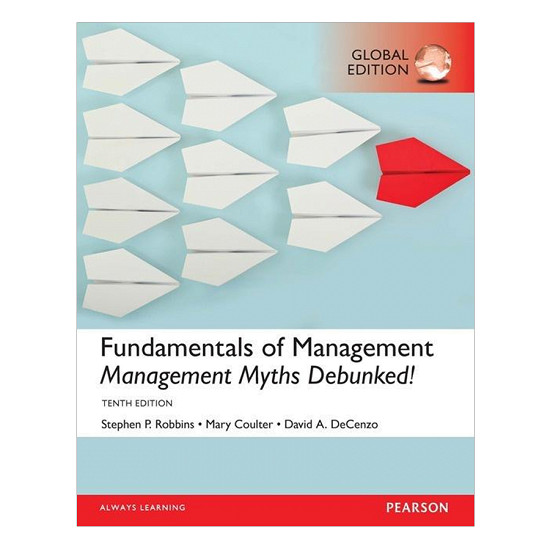 GLOBAL
EDITION
Fundamentals of Management
Management Myths Debunked!
TENTH EDITION
Stephen P. Robbins • Mary Coulter • David A. DeCenzo
ALWAYS LEARNING
PEARSON